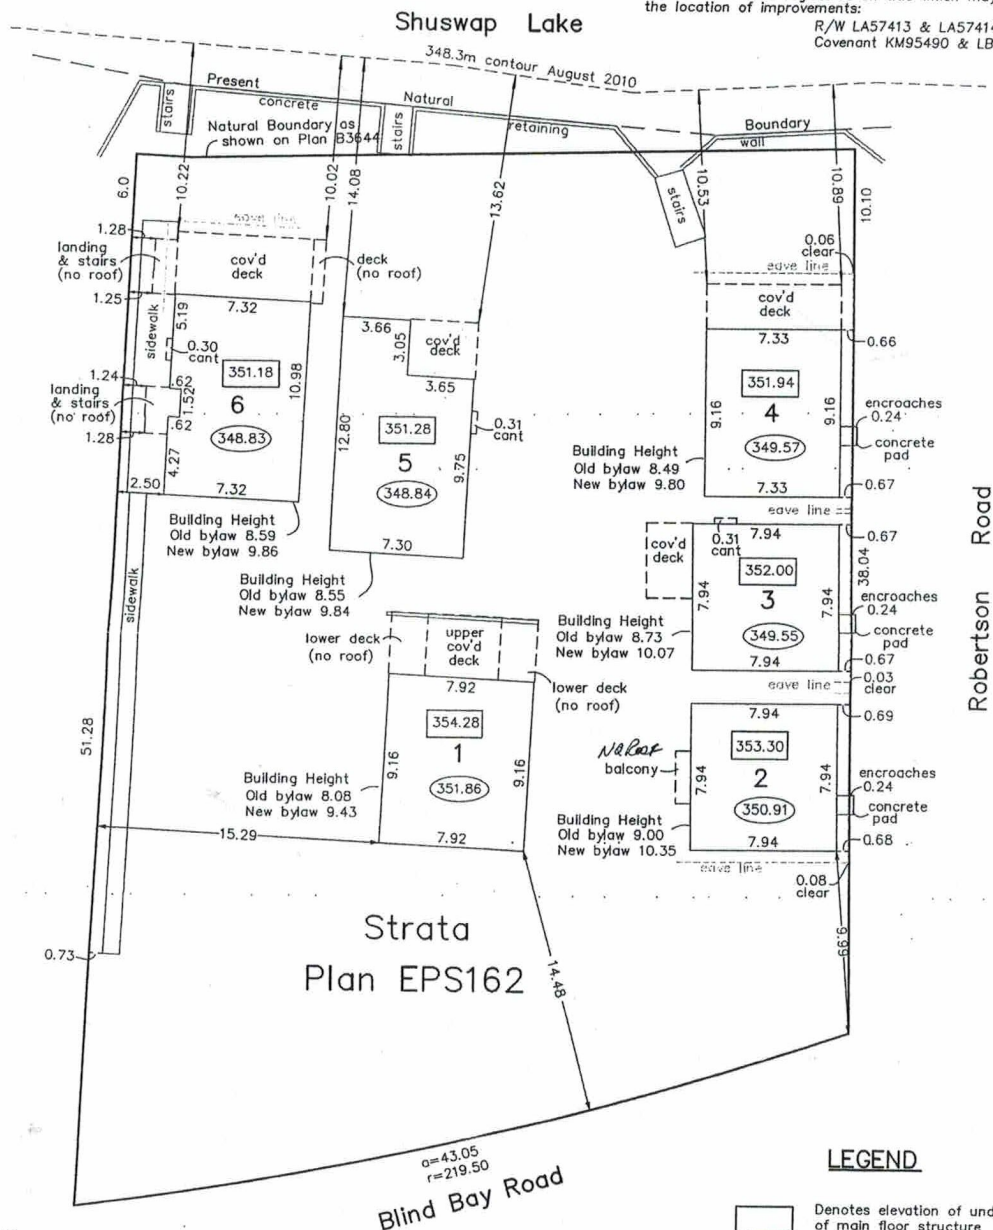 the location of improvements:
R/W LA57413 & LA57414
Covenant KM95490 & LB
Shuswap Lake
348.3m contour August 2010
Present
Natural
Boundary
concrete
retaining
wall
stairs
stairs
stairs
Natural Boundary as
shown on Plan B3644
6.0
10.22
10.02
14.08
13.62
10.53
10.89
10.10
0.06
clear
eave line
eave line
1.28
landing
& stairs
(no roof)
cov'd
deck
deck
(no roof)
1.25
7.32
5.19
sidewalk
0.30
cant
351.18
6
348.83
10.98
1.24
.62
1.52
.62
landing
& stairs
(no roof)
1.28
4.27
2.50
7.32
Building Height
Old bylaw 8.59
New bylaw 9.86
sidewalk
3.66
3.05
cov'd
deck
3.65
351.28
5
348.84
12.80
9.75
0.31
cant
7.30
Building Height
Old bylaw 8.55
New bylaw 9.84
cov'd
deck
7.33
0.66
351.94
4
349.57
9.16
9.16
encroaches
0.24
concrete
pad
Building Height
Old bylaw 8.49
New bylaw 9.80
7.33
0.67
eave line
cov'd
deck
0.31
cant
7.94
0.67
38.04
352.00
3
349.55
7.94
7.94
encroaches
0.24
concrete
pad
Building Height
Old bylaw 8.73
New bylaw 10.07
7.94
0.67
eave line
0.03
clear
Robertson Road
lower deck
(no roof)
upper
cov'd
deck
lower deck
(no roof)
7.92
354.28
1
351.86
9.16
9.16
Building Height
Old bylaw 8.08
New bylaw 9.43
7.92
15.29
51.28
7.94
0.69
353.30
2
350.91
No Roof
balcony
7.94
7.94
encroaches
0.24
concrete
pad
Building Height
Old bylaw 9.00
New bylaw 10.35
7.94
0.68
eave line
0.08
clear
9.99
0.73
Strata
Plan EPS162
14.48
a=43.05
r=219.50
Blind Bay Road
LEGEND
Denotes elevation of und
of main floor structure